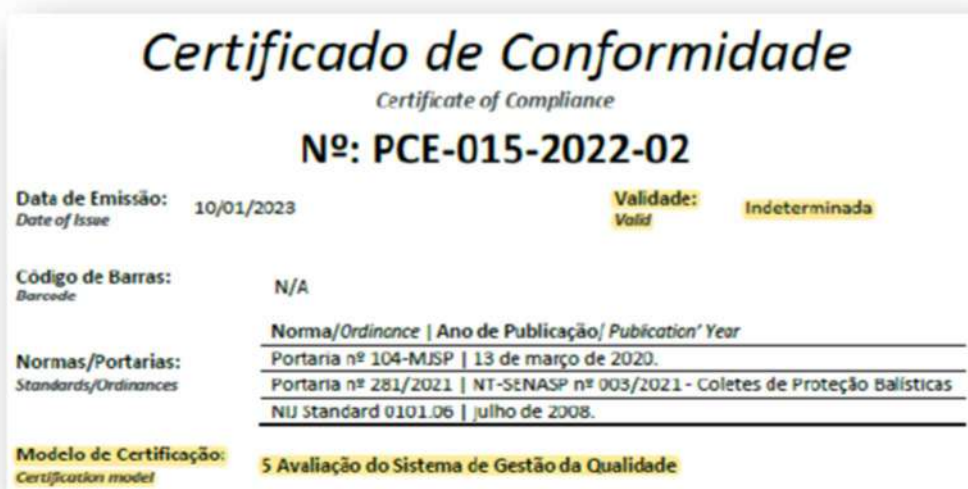 Certificado de Conformidade
Certificate of Compliance
Nº: PCE-015-2022-02
Data de Emissão: 10/01/2023 Validade: Indeterminada
Date of Issue Valid
Código de Barras: N/A
Barcode
Norma/Ordinance | Ano de Publicação/ Publication' Year
Normas/Portarias: Portaria nº 104-MJSP | 13 de março de 2020.
Standards/Ordinances Portaria nº 281/2021 | NT-SENASP nº 003/2021 - Coletes de Proteção Balísticas
NIJ Standard 0101.06 | julho de 2008.
Modelo de Certificação: 5 Avaliação do Sistema de Gestão da Qualidade
Certification model